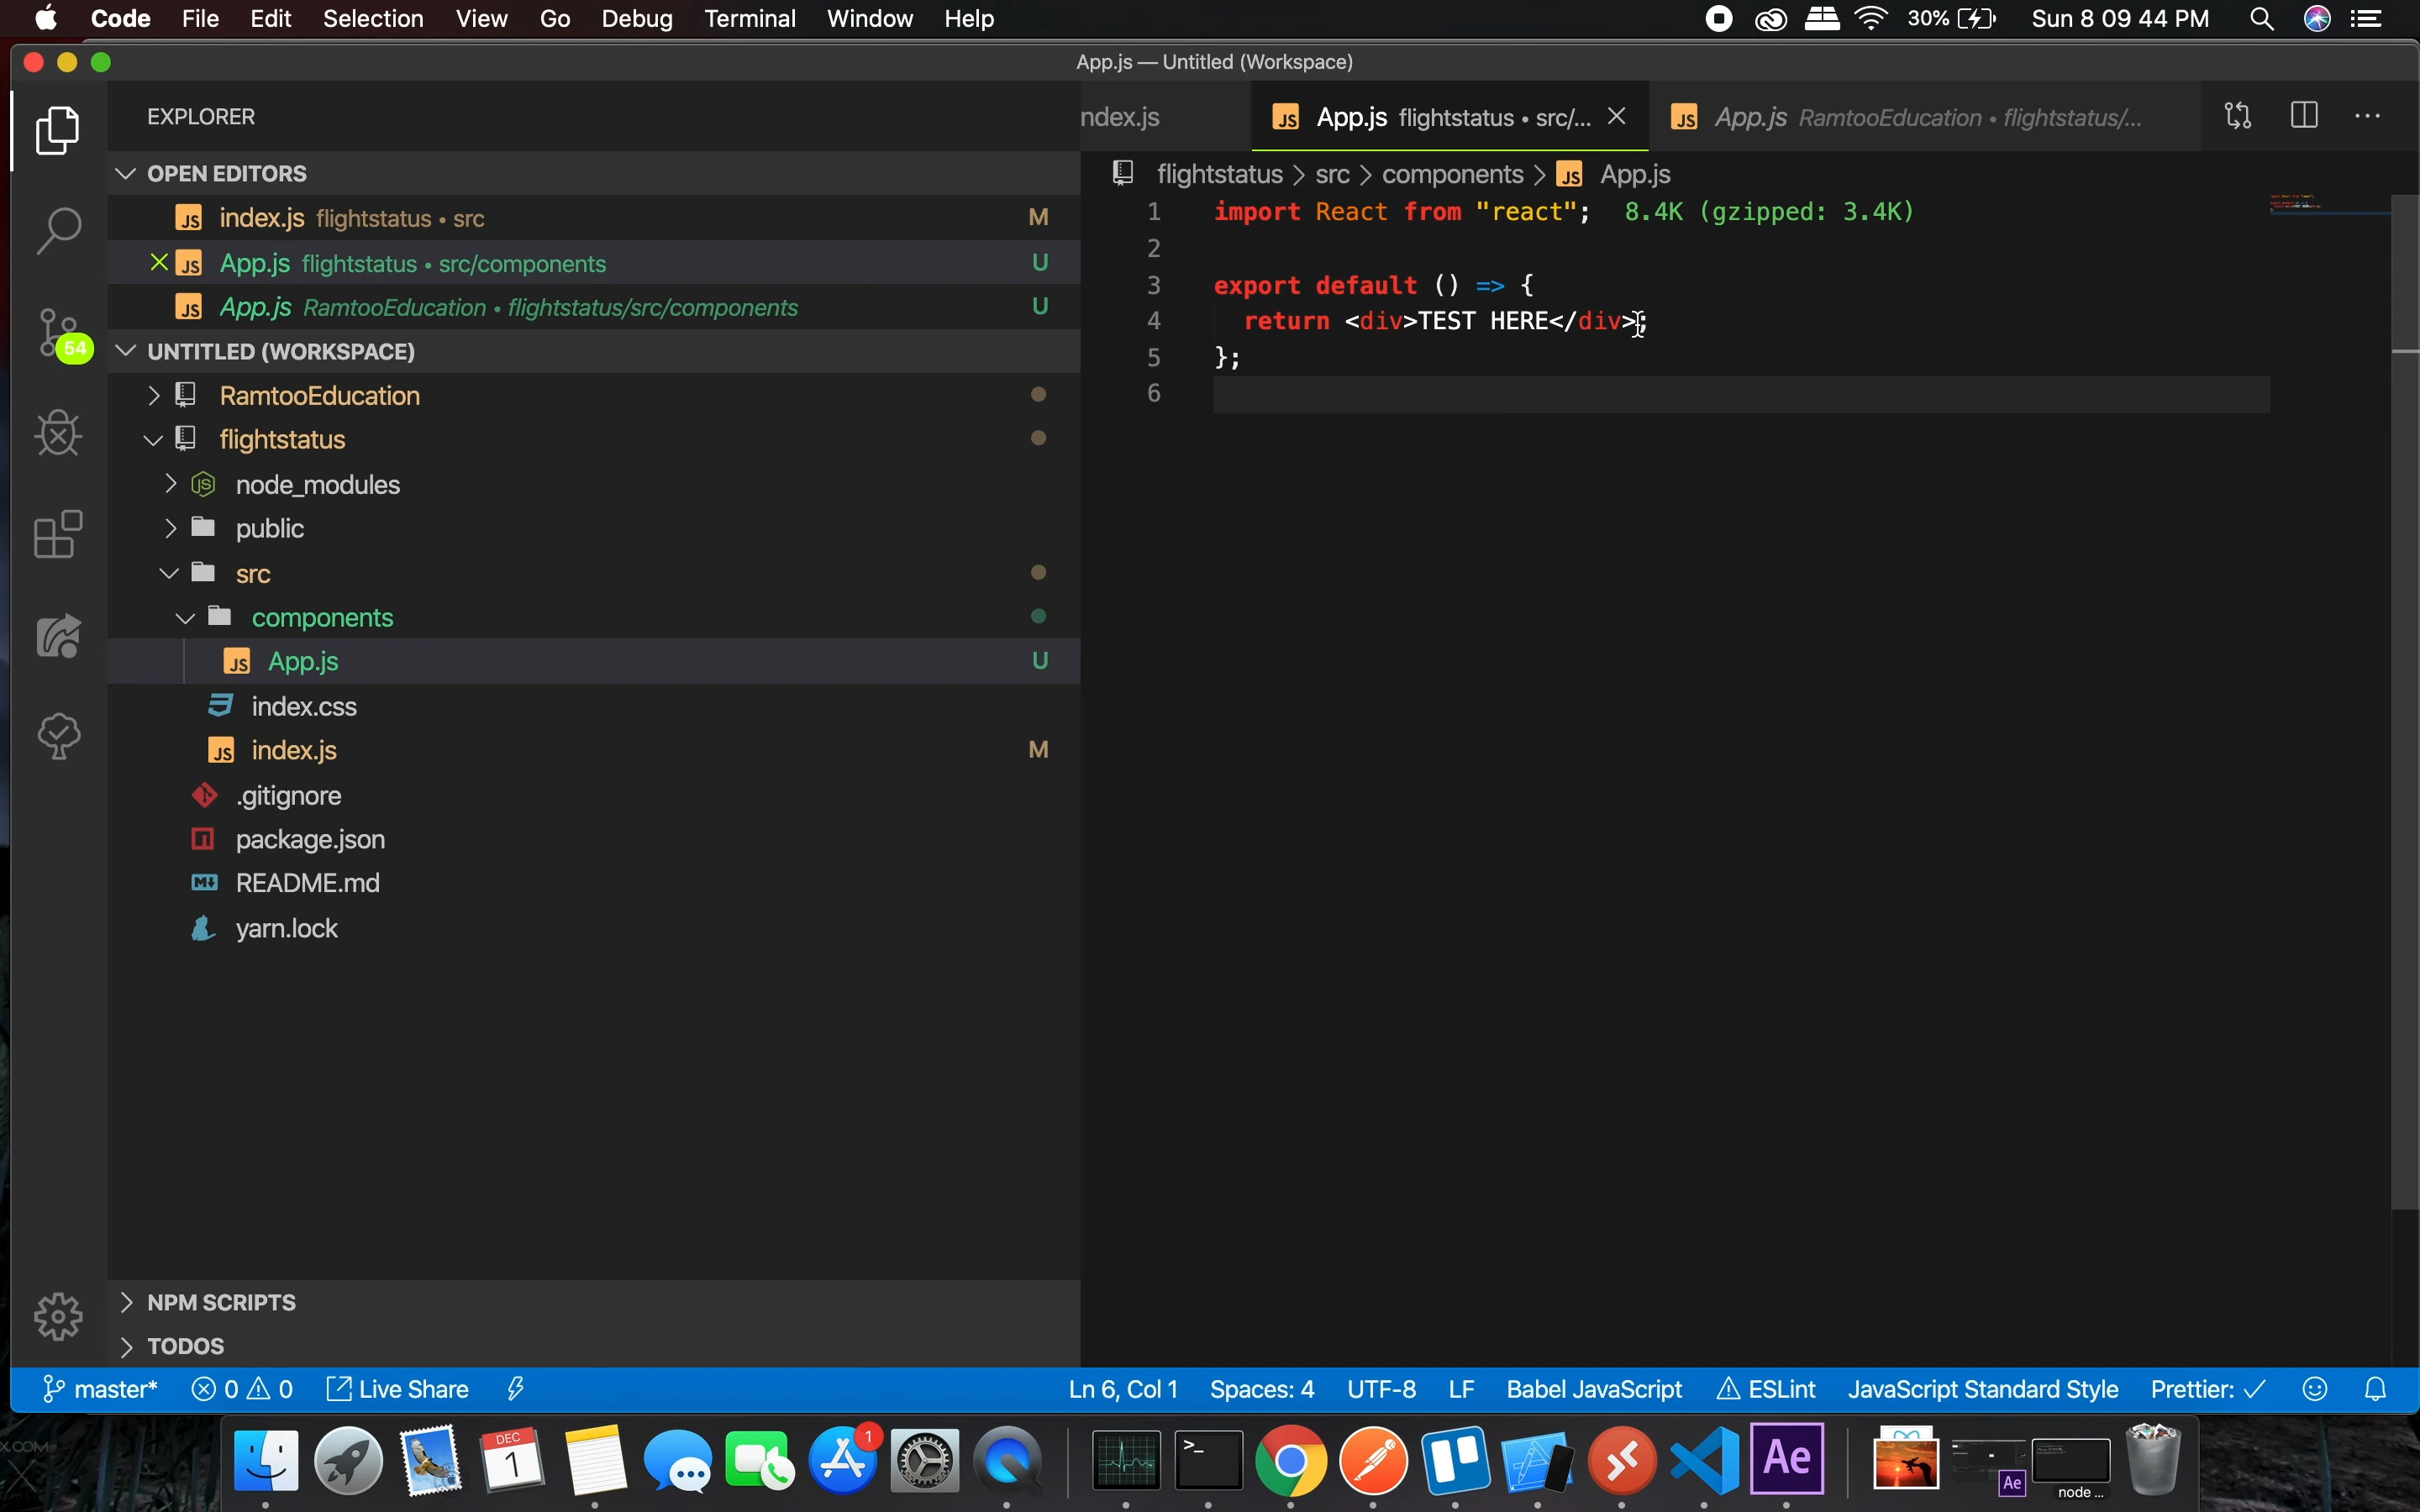 Code File Edit Selection View Go Debug Terminal Window Help 30% Sun 8 09 44 PM
App.js — Untitled (Workspace)
EXPLORER
ndex.js
JS App.js flightstatus • src/...
JS App.js RamtooEducation • flightstatus/...
OPEN EDITORS
JS index.js flightstatus • src M
JS App.js flightstatus • src/components U
JS App.js RamtooEducation • flightstatus/src/components U
UNTITLED (WORKSPACE)
RamtooEducation
flightstatus
JS node_modules
public
src
components
JS App.js U
index.css
JS index.js M
.gitignore
package.json
README.md
yarn.lock
NPM SCRIPTS
TODOS
54
flightstatus > src > components > JS App.js
1 import React from "react"; 8.4K (gzipped: 3.4K)
2
3 export default () => {
4 return <div>TEST HERE</div>;
5 };
6
master* 0 0 Live Share Ln 6, Col 1 Spaces: 4 UTF-8 LF Babel JavaScript ESLint JavaScript Standard Style Prettier: ✓
DEC
1
1
>_
Ae
Ae
node ...
X.COM